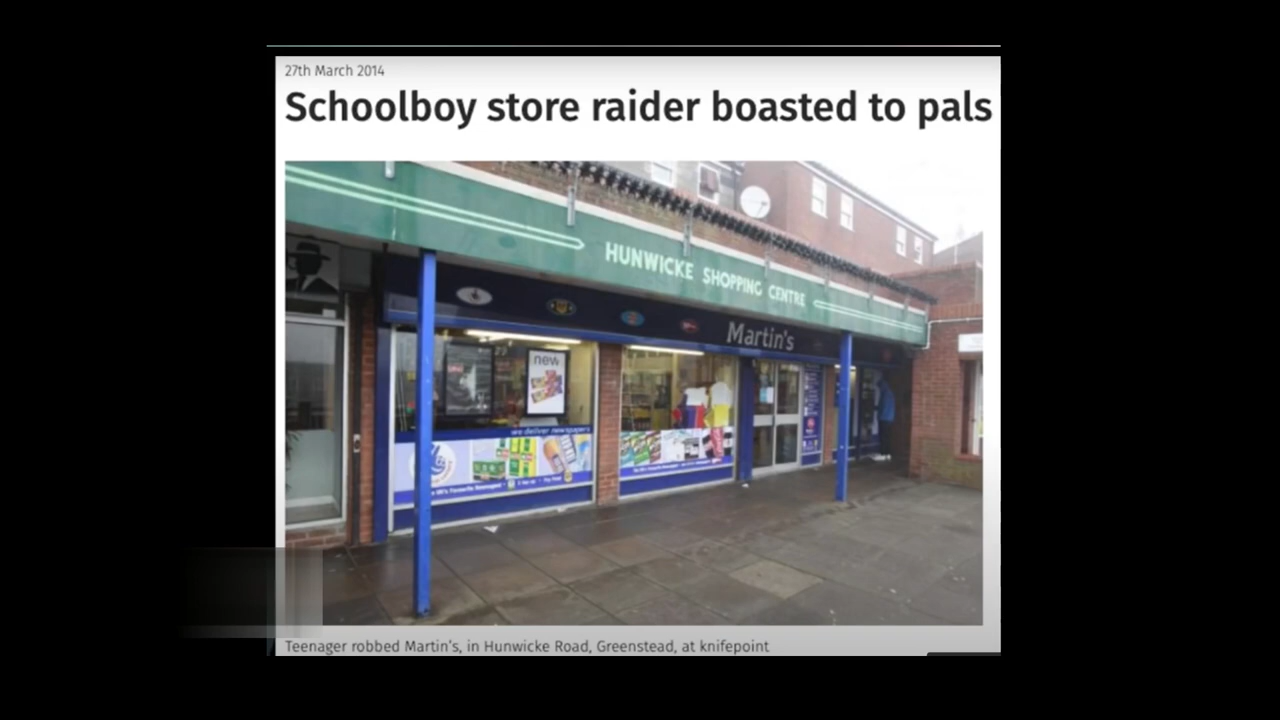 27th March 2014
Schoolboy store raider boasted to pals
HUNWICKE SHOPPING CENTRE
Martin's
new
we deliver newspapers
Teenager robbed Martin's, in Hunwicke Road, Greenstead, at knifepoint